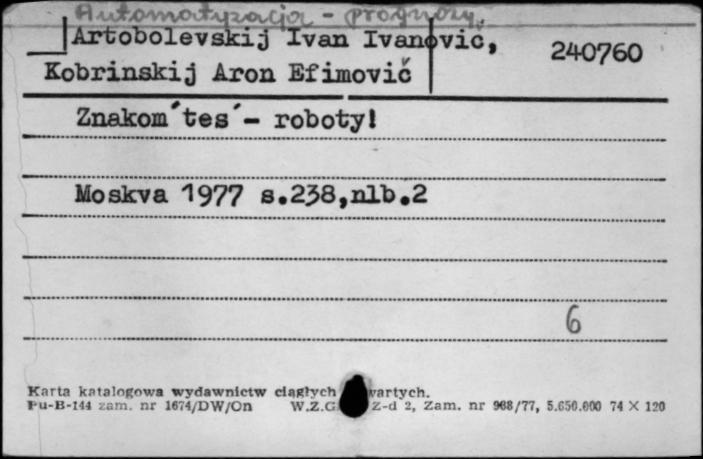 Automatyzacja - prognozy.
Artobolevskij Ivan Ivanovič, 240760
Kobrinskij Aron Efimovič
Znakom´tes´- roboty!
Moskva 1977 s.238,nlb.2
6
Karta katalogowa wydawnictw ciągłych wartych.
Pu-B-144 zam. nr 1674/DW/On W.Z.G Z-d 2, Zam. nr 968/77, 5.650.000 74 X 120